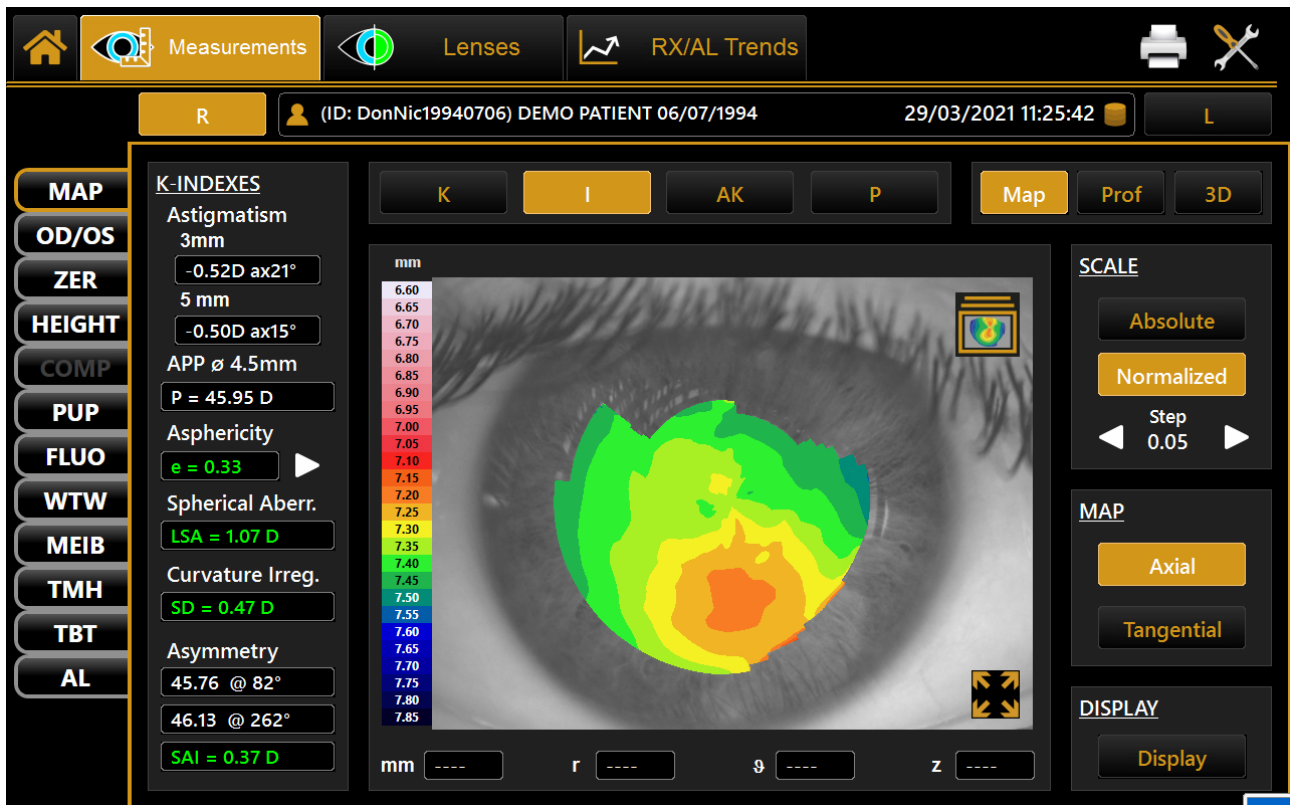 Measurements
Lenses
RX/AL Trends
R
(ID: DonNic19940706) DEMO PATIENT 06/07/1994
29/03/2021 11:25:42
L
MAP
OD/OS
ZER
HEIGHT
COMP
PUP
FLUO
WTW
MEIB
TMH
TBT
AL
K-INDEXES
Astigmatism
3mm
-0.52D ax21°
5 mm
-0.50D ax15°
APP ø 4.5mm
P = 45.95 D
Asphericity
e = 0.33
Spherical Aberr.
LSA = 1.07 D
Curvature Irreg.
SD = 0.47 D
Asymmetry
45.76 @ 82°
46.13 @ 262°
SAI = 0.37 D
K
I
AK
P
Map
Prof
3D
mm
6.60
6.65
6.70
6.75
6.80
6.85
6.90
6.95
7.00
7.05
7.10
7.15
7.20
7.25
7.30
7.35
7.40
7.45
7.50
7.55
7.60
7.65
7.70
7.75
7.80
7.85
mm ----
r ----
ϑ ----
z ----
SCALE
Absolute
Normalized
Step
0.05
MAP
Axial
Tangential
DISPLAY
Display